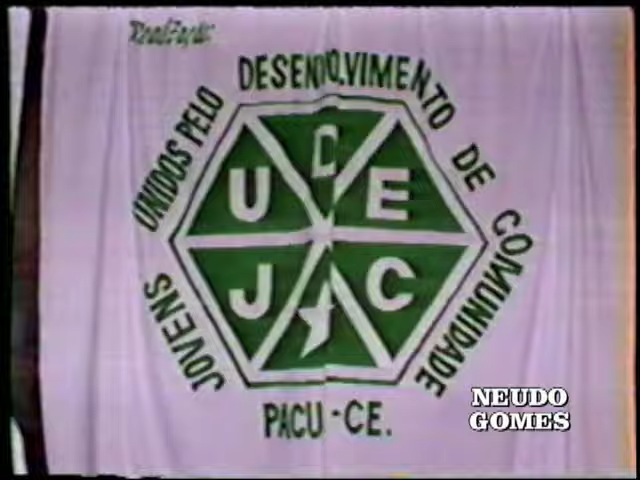 JOVENS UNIDOS PELO DESENVOLVIMENTO DE COMUNIDADE
U
D
E
J
C
PACU-CE.
NEUDO
GOMES